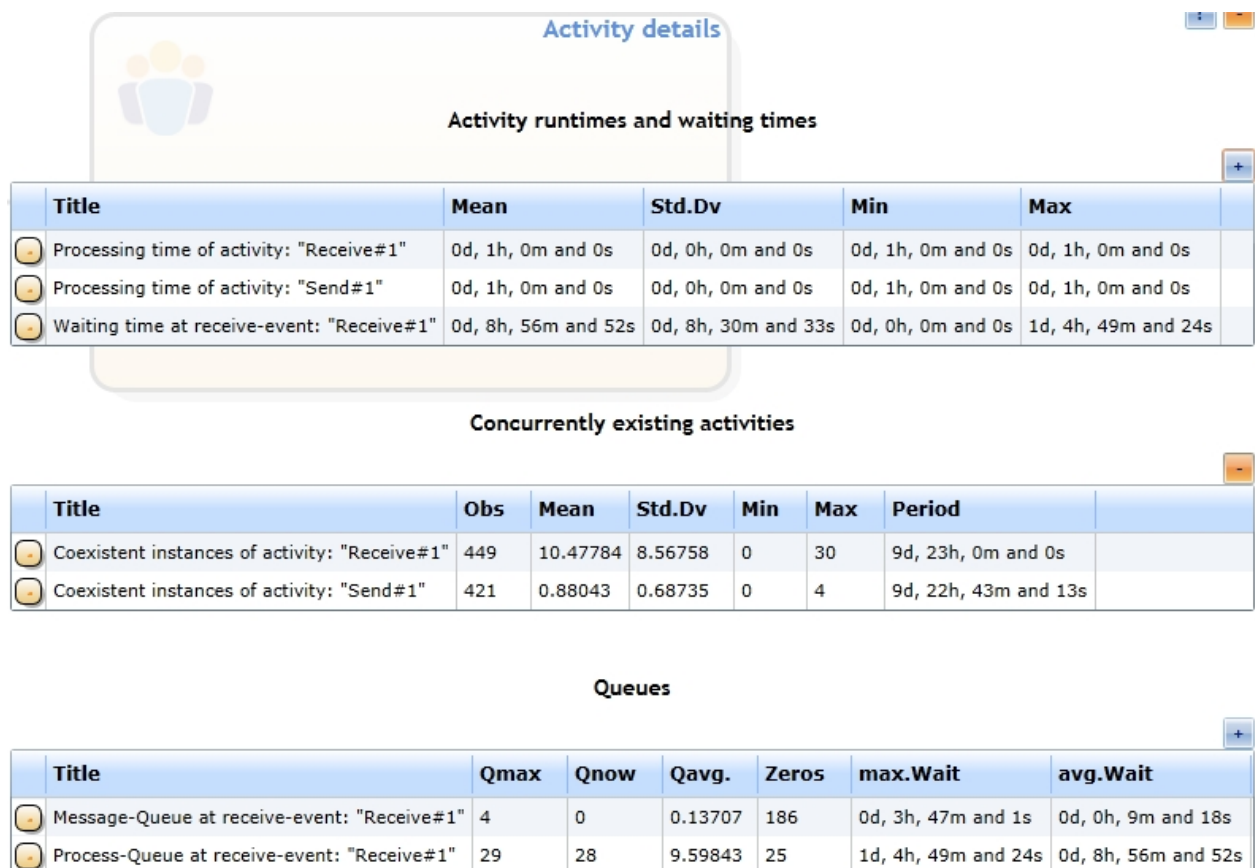 Activity details
Activity runtimes and waiting times
+
Title Mean Std.Dv Min Max
Processing time of activity: "Receive#1" 0d, 1h, 0m and 0s 0d, 0h, 0m and 0s 0d, 1h, 0m and 0s 0d, 1h, 0m and 0s
Processing time of activity: "Send#1" 0d, 1h, 0m and 0s 0d, 0h, 0m and 0s 0d, 1h, 0m and 0s 0d, 1h, 0m and 0s
Waiting time at receive-event: "Receive#1" 0d, 8h, 56m and 52s 0d, 8h, 30m and 33s 0d, 0h, 0m and 0s 1d, 4h, 49m and 24s
Concurrently existing activities
-
Title Obs Mean Std.Dv Min Max Period
Coexistent instances of activity: "Receive#1" 449 10.47784 8.56758 0 30 9d, 23h, 0m and 0s
Coexistent instances of activity: "Send#1" 421 0.88043 0.68735 0 4 9d, 22h, 43m and 13s
Queues
+
Title Qmax Qnow Qavg. Zeros max.Wait avg.Wait
Message-Queue at receive-event: "Receive#1" 4 0 0.13707 186 0d, 3h, 47m and 1s 0d, 0h, 9m and 18s
Process-Queue at receive-event: "Receive#1" 29 28 9.59843 25 1d, 4h, 49m and 24s 0d, 8h, 56m and 52s